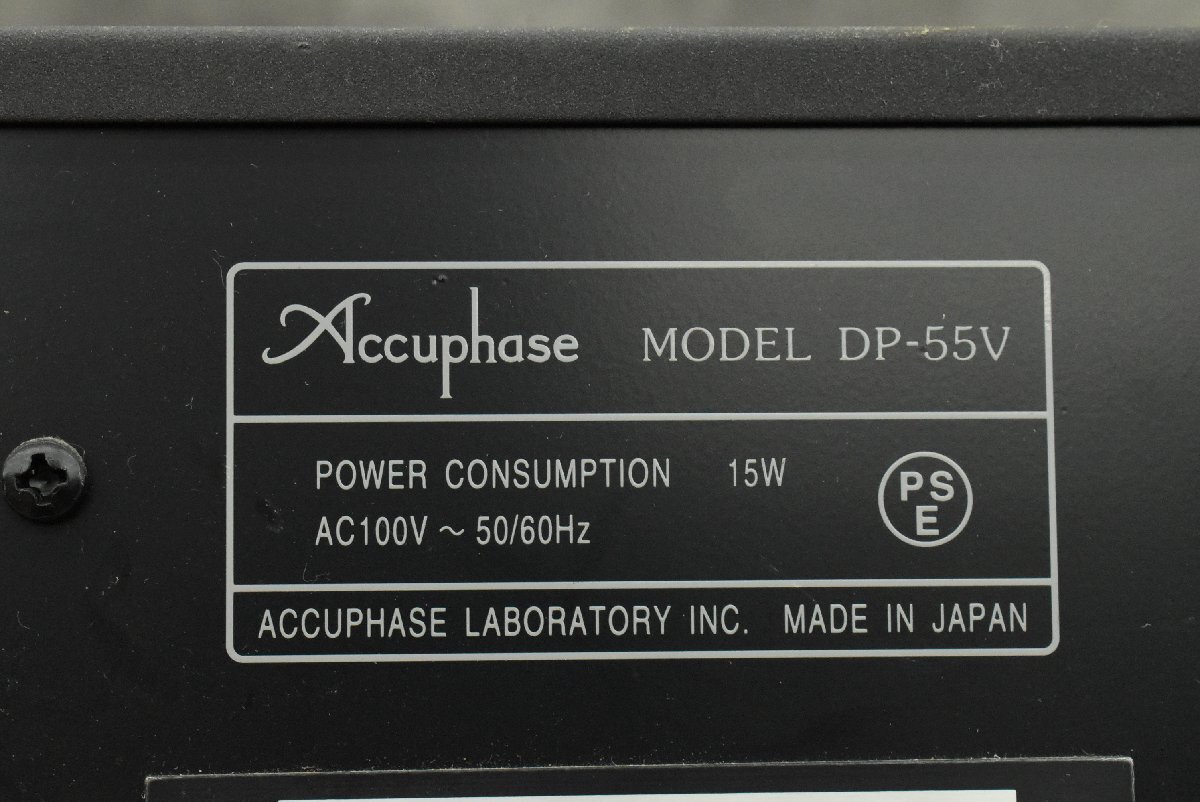 Accuphase MODEL DP-55V
POWER CONSUMPTION 15W
AC100V ~ 50/60Hz
PS
E
ACCUPHASE LABORATORY INC. MADE IN JAPAN